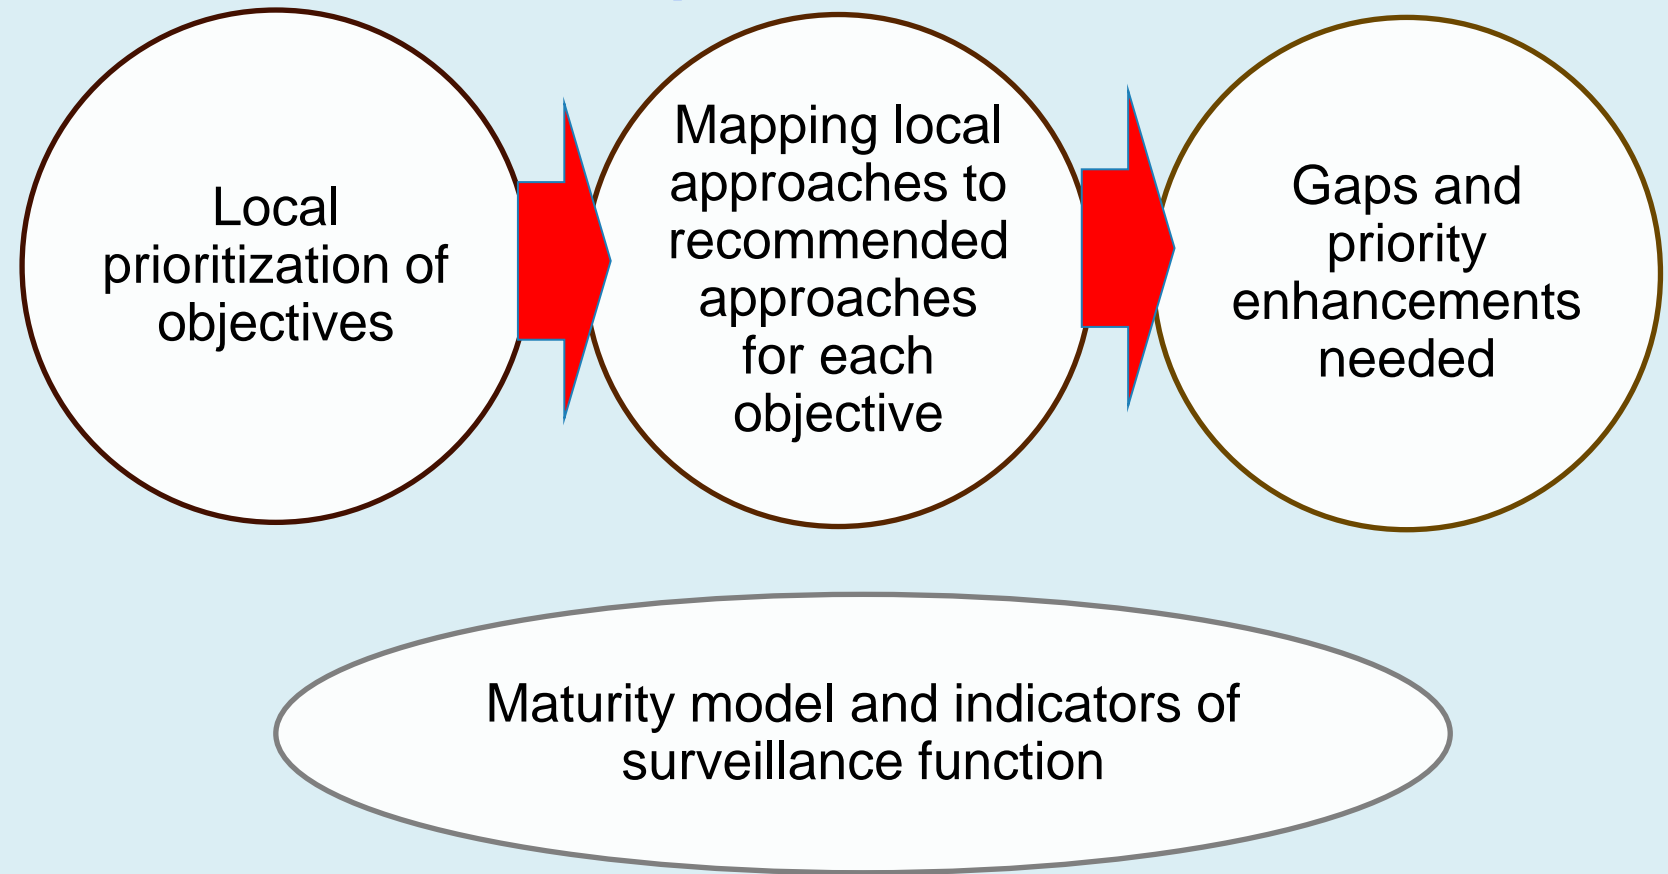 Local
prioritization of
objectives
Mapping local
approaches to
recommended
approaches
for each
objective
Gaps and
priority
enhancements
needed
Maturity model and indicators of
surveillance function